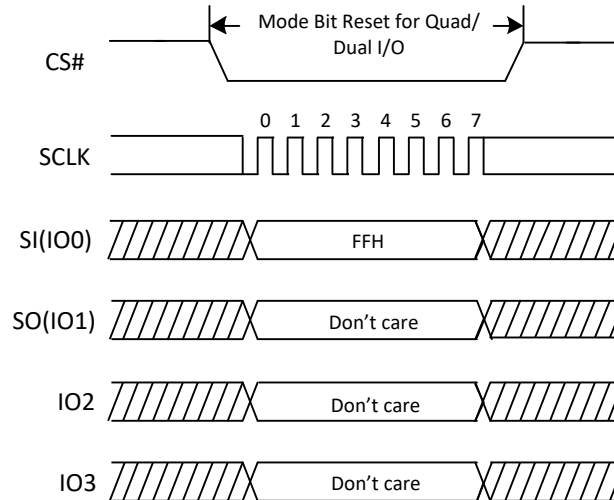 Mode Bit Reset for Quad/
Dual I/O
CS#
0 1 2 3 4 5 6 7
SCLK
SI(IO0)
FFH
SO(IO1)
Don't care
IO2
Don't care
IO3
Don't care